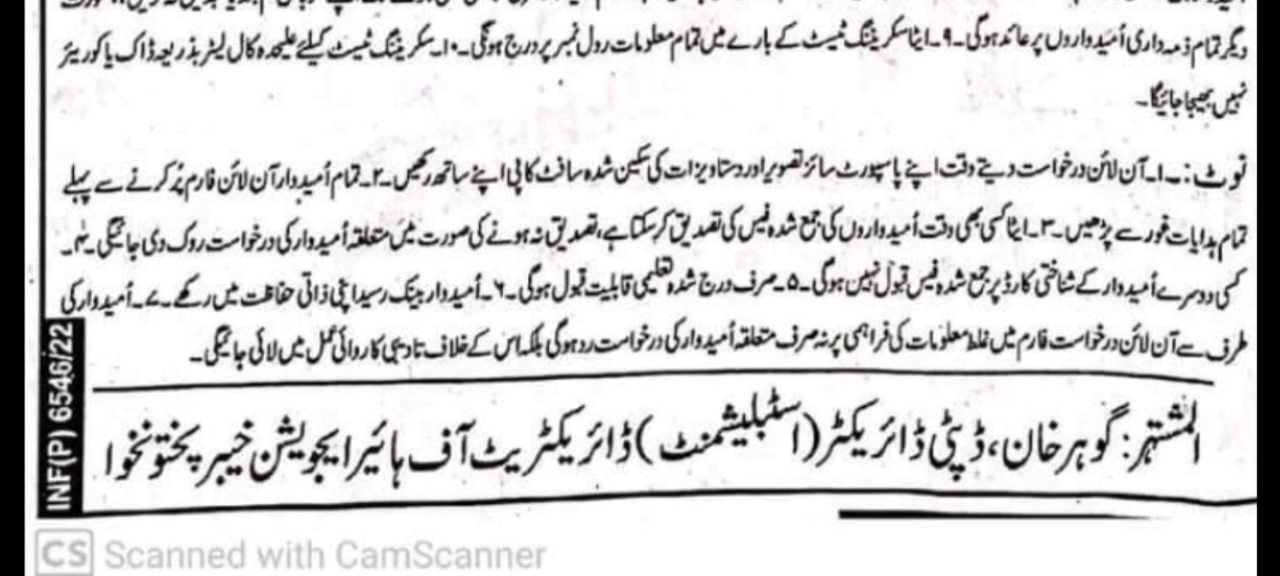 دیگر تمام ذمہ داری اُمیدواروں پر عائد ہوگی۔ ۹۔ ایٹا سکریننگ ٹیسٹ کے بارے میں تمام معلومات رول نمبر پر درج ہونگی۔ ۱۰۔ سکریننگ ٹیسٹ کیلئے علیحدہ کال لیٹر بذریعہ ڈاک یا کوریئر
نہیں بھیجا جائیگا۔
نوٹ:۔ ۱۔ آن لائن درخواست دیتے وقت اپنے پاسپورٹ سائز تصویر اور دستاویزات کی سکین شدہ سافٹ کاپی اپنے ساتھ رکھیں۔ ۲۔ تمام اُمیدوار آن لائن فارم پُر کرنے سے پہلے
تمام ہدایات غور سے پڑھیں۔ ۳۔ ایٹا کسی بھی وقت اُمیدواروں کی جمع شدہ فیس کی تصدیق کر سکتا ہے، تصدیق نہ ہونے کی صورت میں متعلقہ اُمیدوار کی درخواست روک دی جائیگی۔ ۴۔
کسی دوسرے اُمیدوار کے شناختی کارڈ پر جمع شدہ فیس قبول نہیں ہوگی۔ ۵۔ صرف درج شدہ تعلیمی قابلیت قبول ہوگی۔ ۶۔ اُمیدوار بینک رسید اپنی ذاتی حفاظت میں رکھے۔ ۷۔ اُمیدوار کی
طرف سے آن لائن درخواست فارم میں غلط معلومات کی فراہمی پر نہ صرف متعلقہ اُمیدوار کی درخواست رد ہوگی بلکہ اس کے خلاف تادیبی کاروائی عمل میں لائی جائیگی۔
المشتہر: گوہر خان، ڈپٹی ڈائریکٹر (اسٹبلیشمنٹ) ڈائریکٹریٹ آف ہائیر ایجوکیشن خیبر پختونخوا
INF(P) 6546/22
CS Scanned with CamScanner